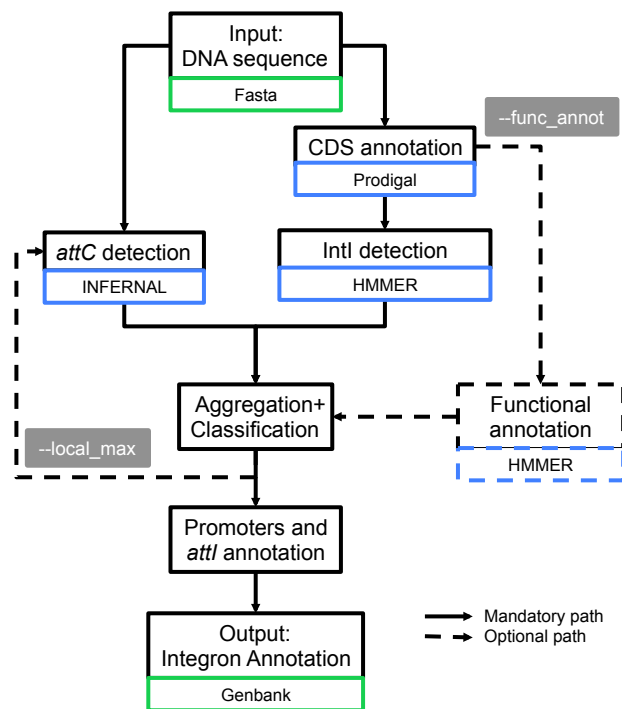 Input:
DNA sequence
Fasta
--func_annot
CDS annotation
Prodigal
attC detection
INFERNAL
IntI detection
HMMER
Aggregation+
Classification
Functional
annotation
HMMER
--local_max
Promoters and
attI annotation
Output:
Integron Annotation
Genbank
Mandatory path
Optional path